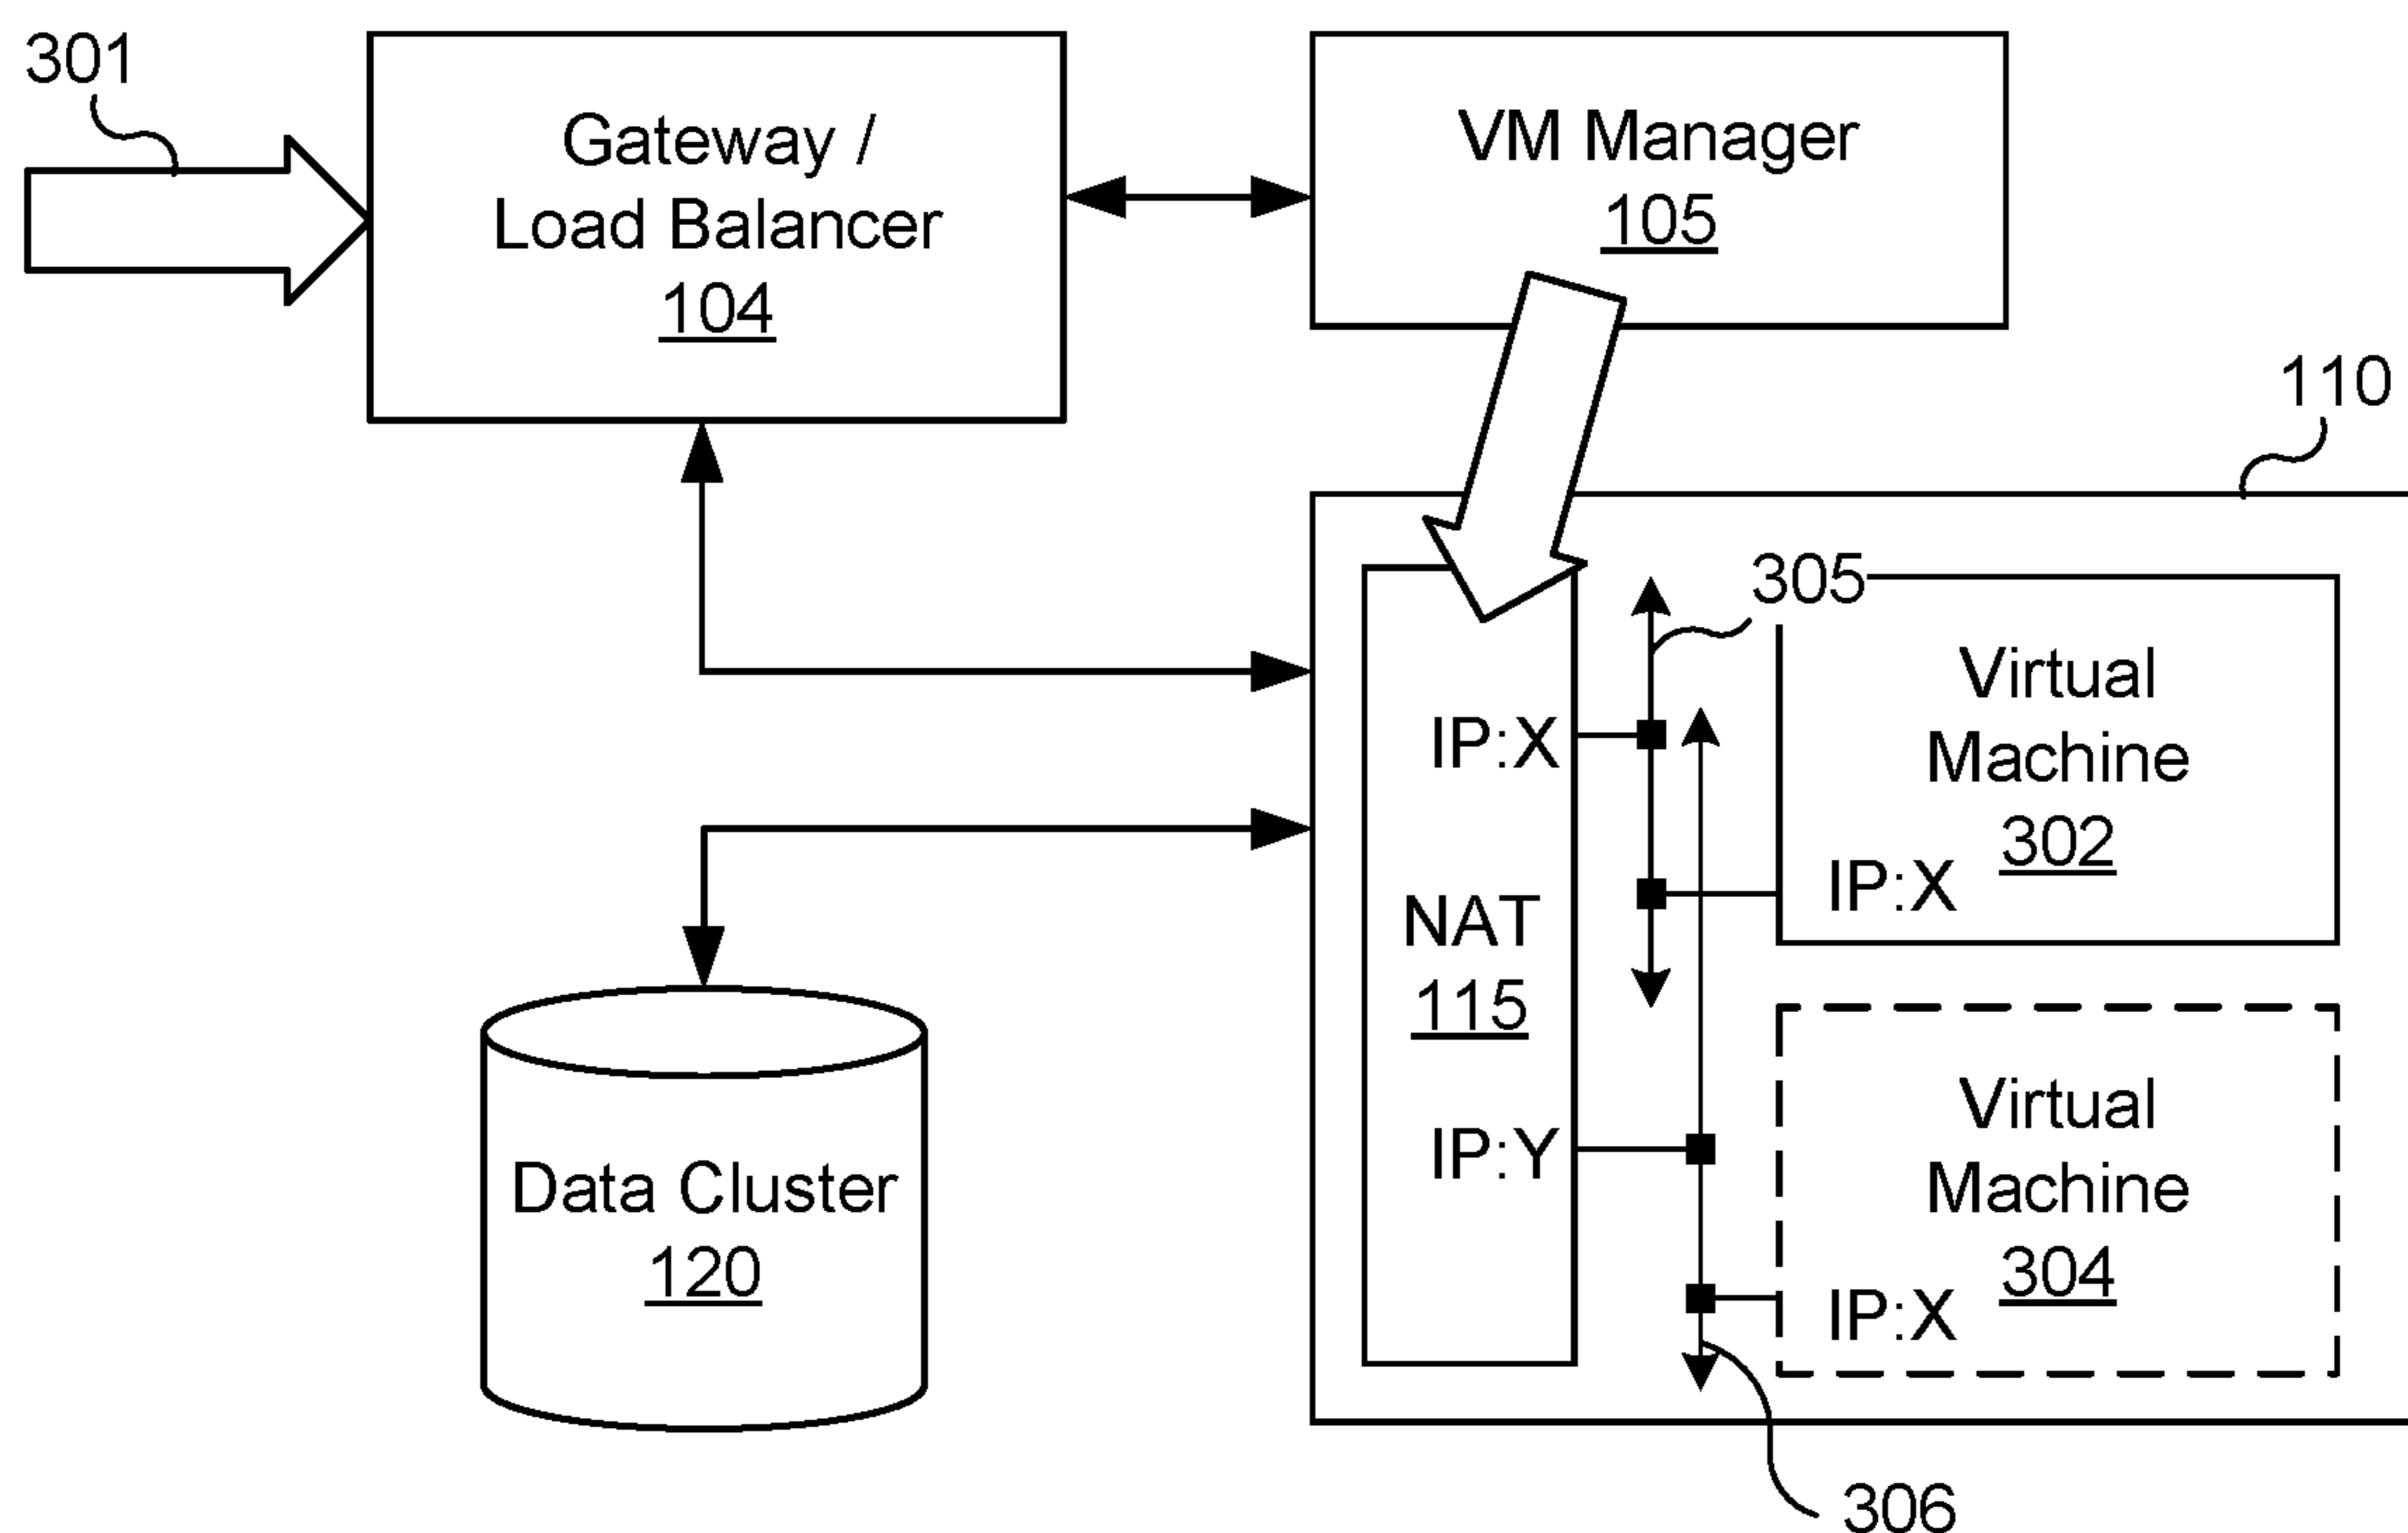 301
Gateway /
Load Balancer
104
VM Manager
105
110
305
Virtual
Machine
302
IP:X
IP:X
NAT
115
IP:Y
Virtual
Machine
304
IP:X
Data Cluster
120
306